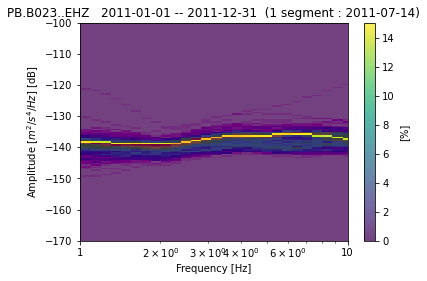 PB.B023..EHZ 2011-01-01 -- 2011-12-31 (1 segment : 2011-07-14)
−100
−110
−120
−130
−140
−150
−160
−170
Amplitude [m²/s⁴/Hz] [dB]
1
2 × 10⁰
3 × 10⁰
4 × 10⁰
6 × 10⁰
10
Frequency [Hz]
14
12
10
8
6
4
2
0
[%]